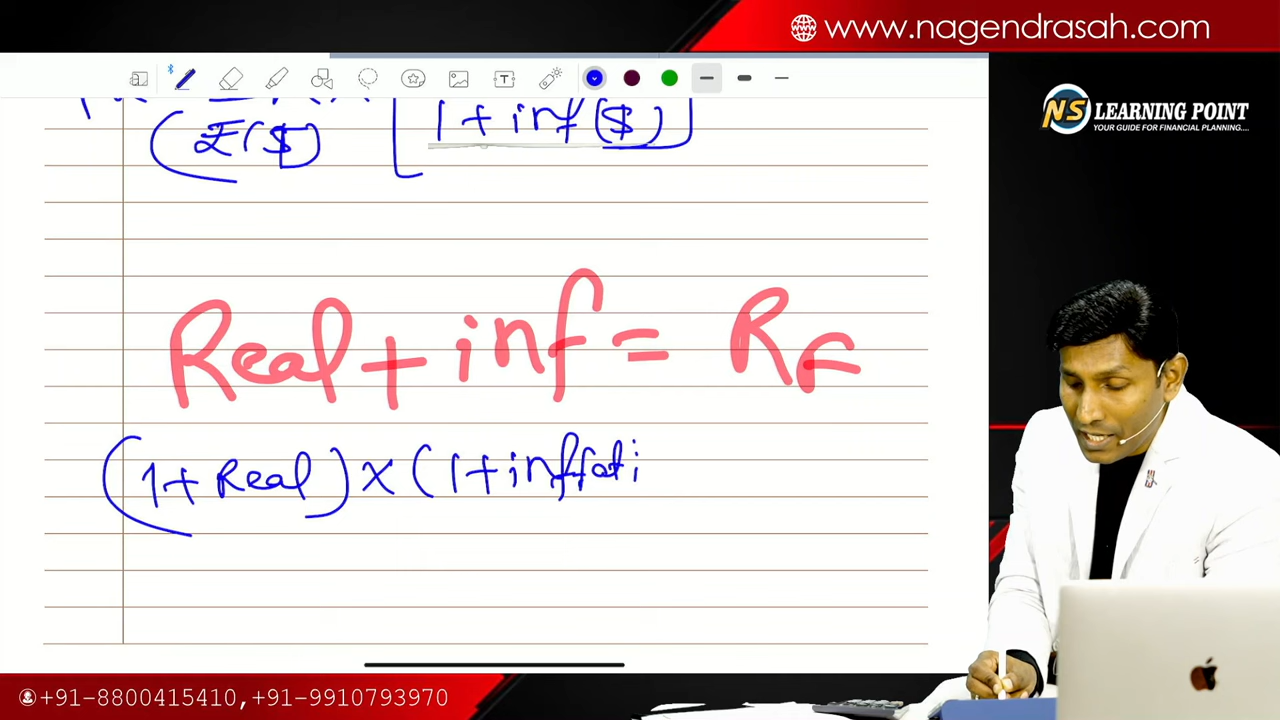 www.nagendrasah.com
NS LEARNING POINT
YOUR GUIDE FOR FINANCIAL PLANNING....
1 + inf ($)
₹($)
Real + inf = RF
(1 + Real) × (1 + inflati
+91-8800415410,+91-9910793970